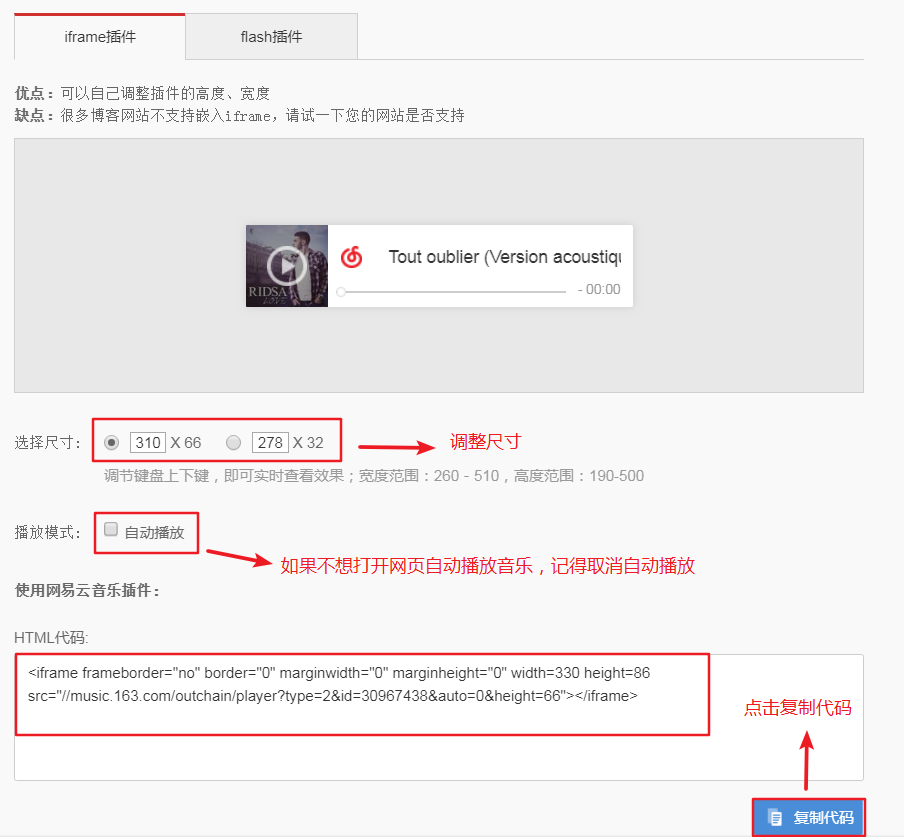 iframe插件
flash插件
优点：可以自己调整插件的高度、宽度
缺点：很多博客网站不支持嵌入iframe，请试一下您的网站是否支持
RIDSA
LOVE
Tout oublier (Version acoustiqu
- 00:00
选择尺寸： 310 X 66 278 X 32 调整尺寸
调节键盘上下键，即可实时查看效果；宽度范围：260 - 510，高度范围：190-500
播放模式： 自动播放
如果不想打开网页自动播放音乐，记得取消自动播放
使用网易云音乐插件：
HTML代码:
<iframe frameborder="no" border="0" marginwidth="0" marginheight="0" width=330 height=86
src="//music.163.com/outchain/player?type=2&id=30967438&auto=0&height=66"></iframe>
点击复制代码
复制代码